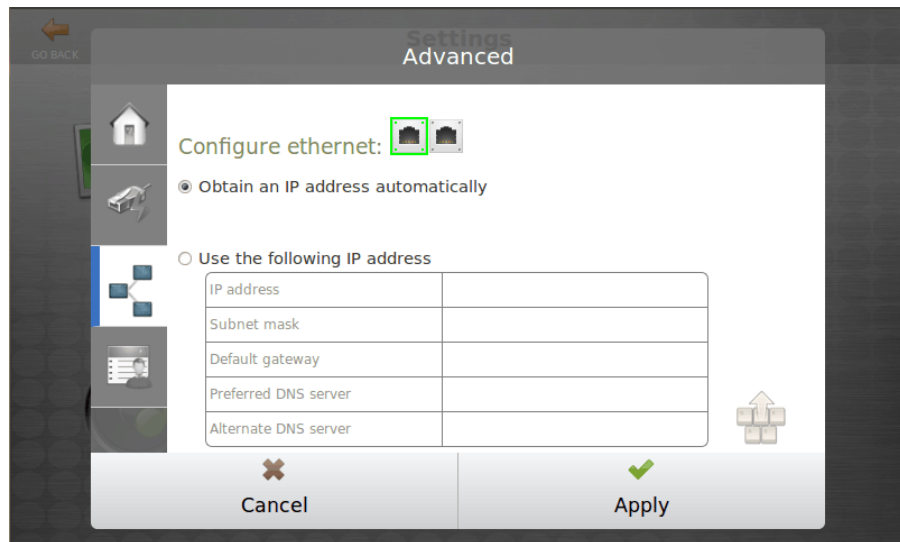 Settings
GO BACK
Advanced
Configure ethernet:
Obtain an IP address automatically
Use the following IP address
IP address
Subnet mask
Default gateway
Preferred DNS server
Alternate DNS server
Cancel
Apply